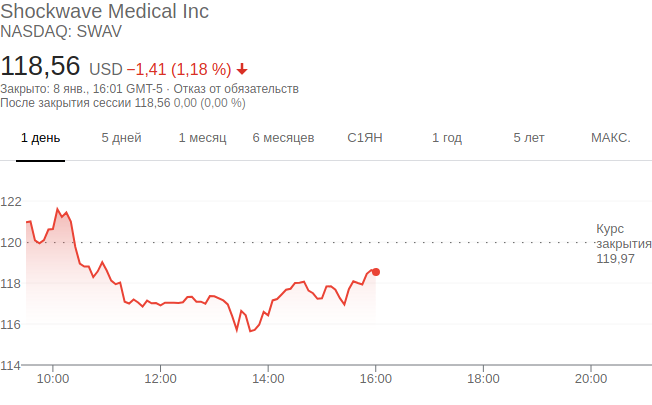 Shockwave Medical Inc
NASDAQ: SWAV
118,56 USD −1,41 (1,18 %)
Закрыто: 8 янв., 16:01 GMT-5 · Отказ от обязательств
После закрытия сессии 118,56 0,00 (0,00 %)
1 день 5 дней 1 месяц 6 месяцев С1ЯН 1 год 5 лет МАКС.
122
120
118
116
114
Курс
закрытия
119,97
10:00 12:00 14:00 16:00 18:00 20:00